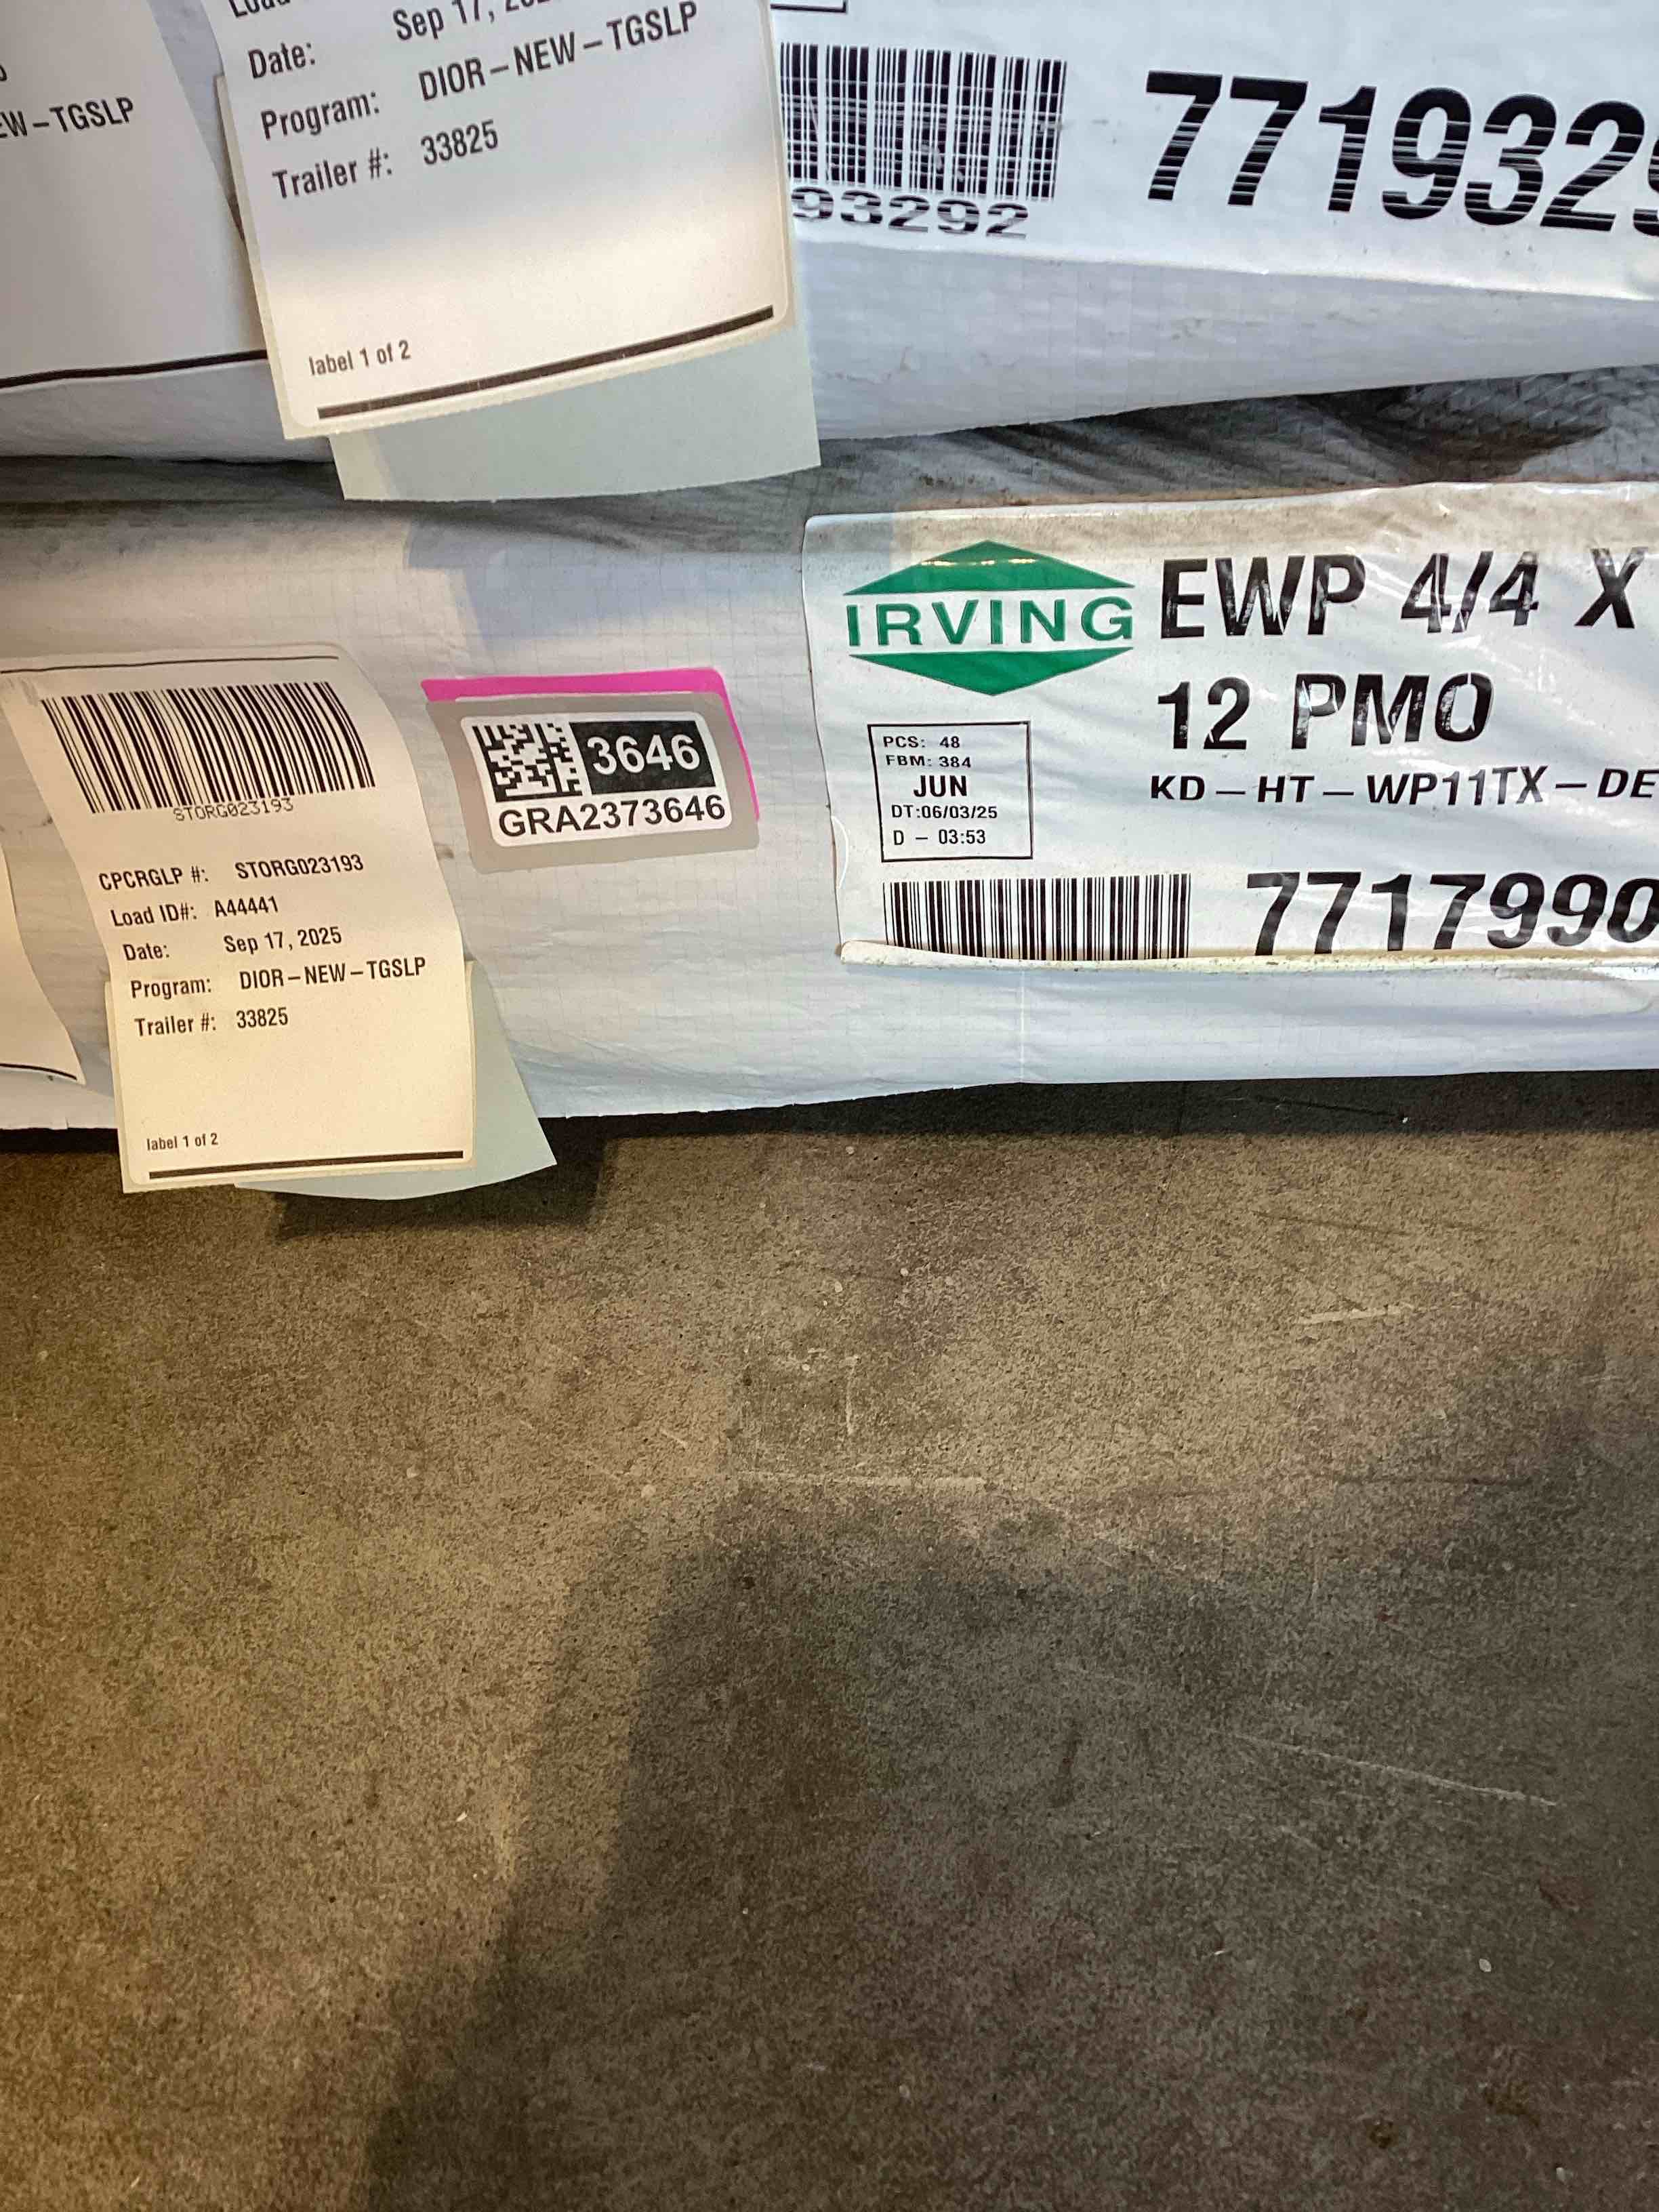 EW-TGSLP
Date: Sep 17,
Program: DIOR-NEW-TGSLP
Trailer #: 33825
label 1 of 2
93292
771932
IRVING
EWP 4/4 X
12 PMO
KD-HT-WP11TX-DE
PCS: 48
FBM: 384
JUN
DT:06/03/25
D - 03:53
7717990
3646
GRA2373646
STORG023193
CPCRGLP #: STORG023193
Load ID#: A44441
Date: Sep 17, 2025
Program: DIOR-NEW-TGSLP
Trailer #: 33825
label 1 of 2